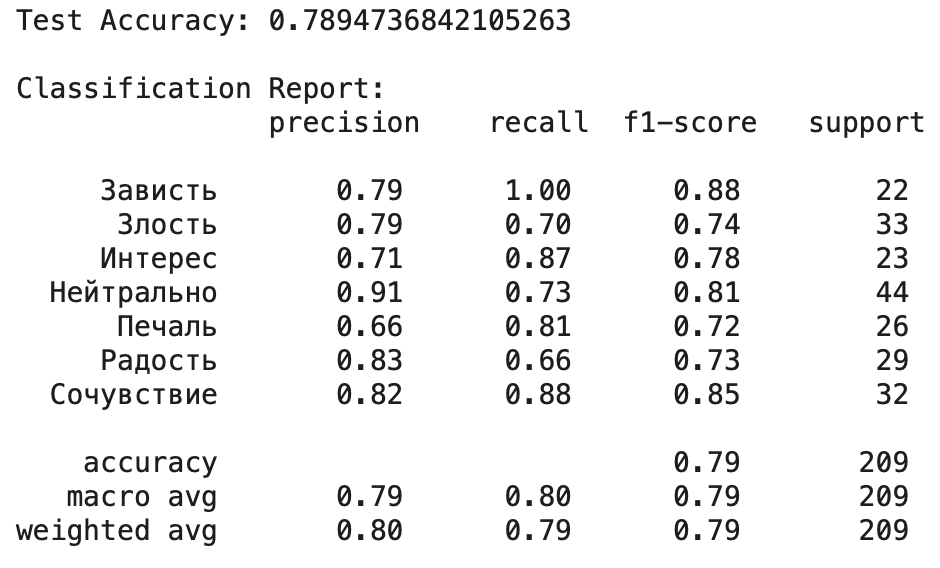 Test Accuracy: 0.7894736842105263
Classification Report:
precision recall f1-score support
Зависть 0.79 1.00 0.88 22
Злость 0.79 0.70 0.74 33
Интерес 0.71 0.87 0.78 23
Нейтрально 0.91 0.73 0.81 44
Печаль 0.66 0.81 0.72 26
Радость 0.83 0.66 0.73 29
Сочувствие 0.82 0.88 0.85 32
accuracy 0.79 209
macro avg 0.79 0.80 0.79 209
weighted avg 0.80 0.79 0.79 209